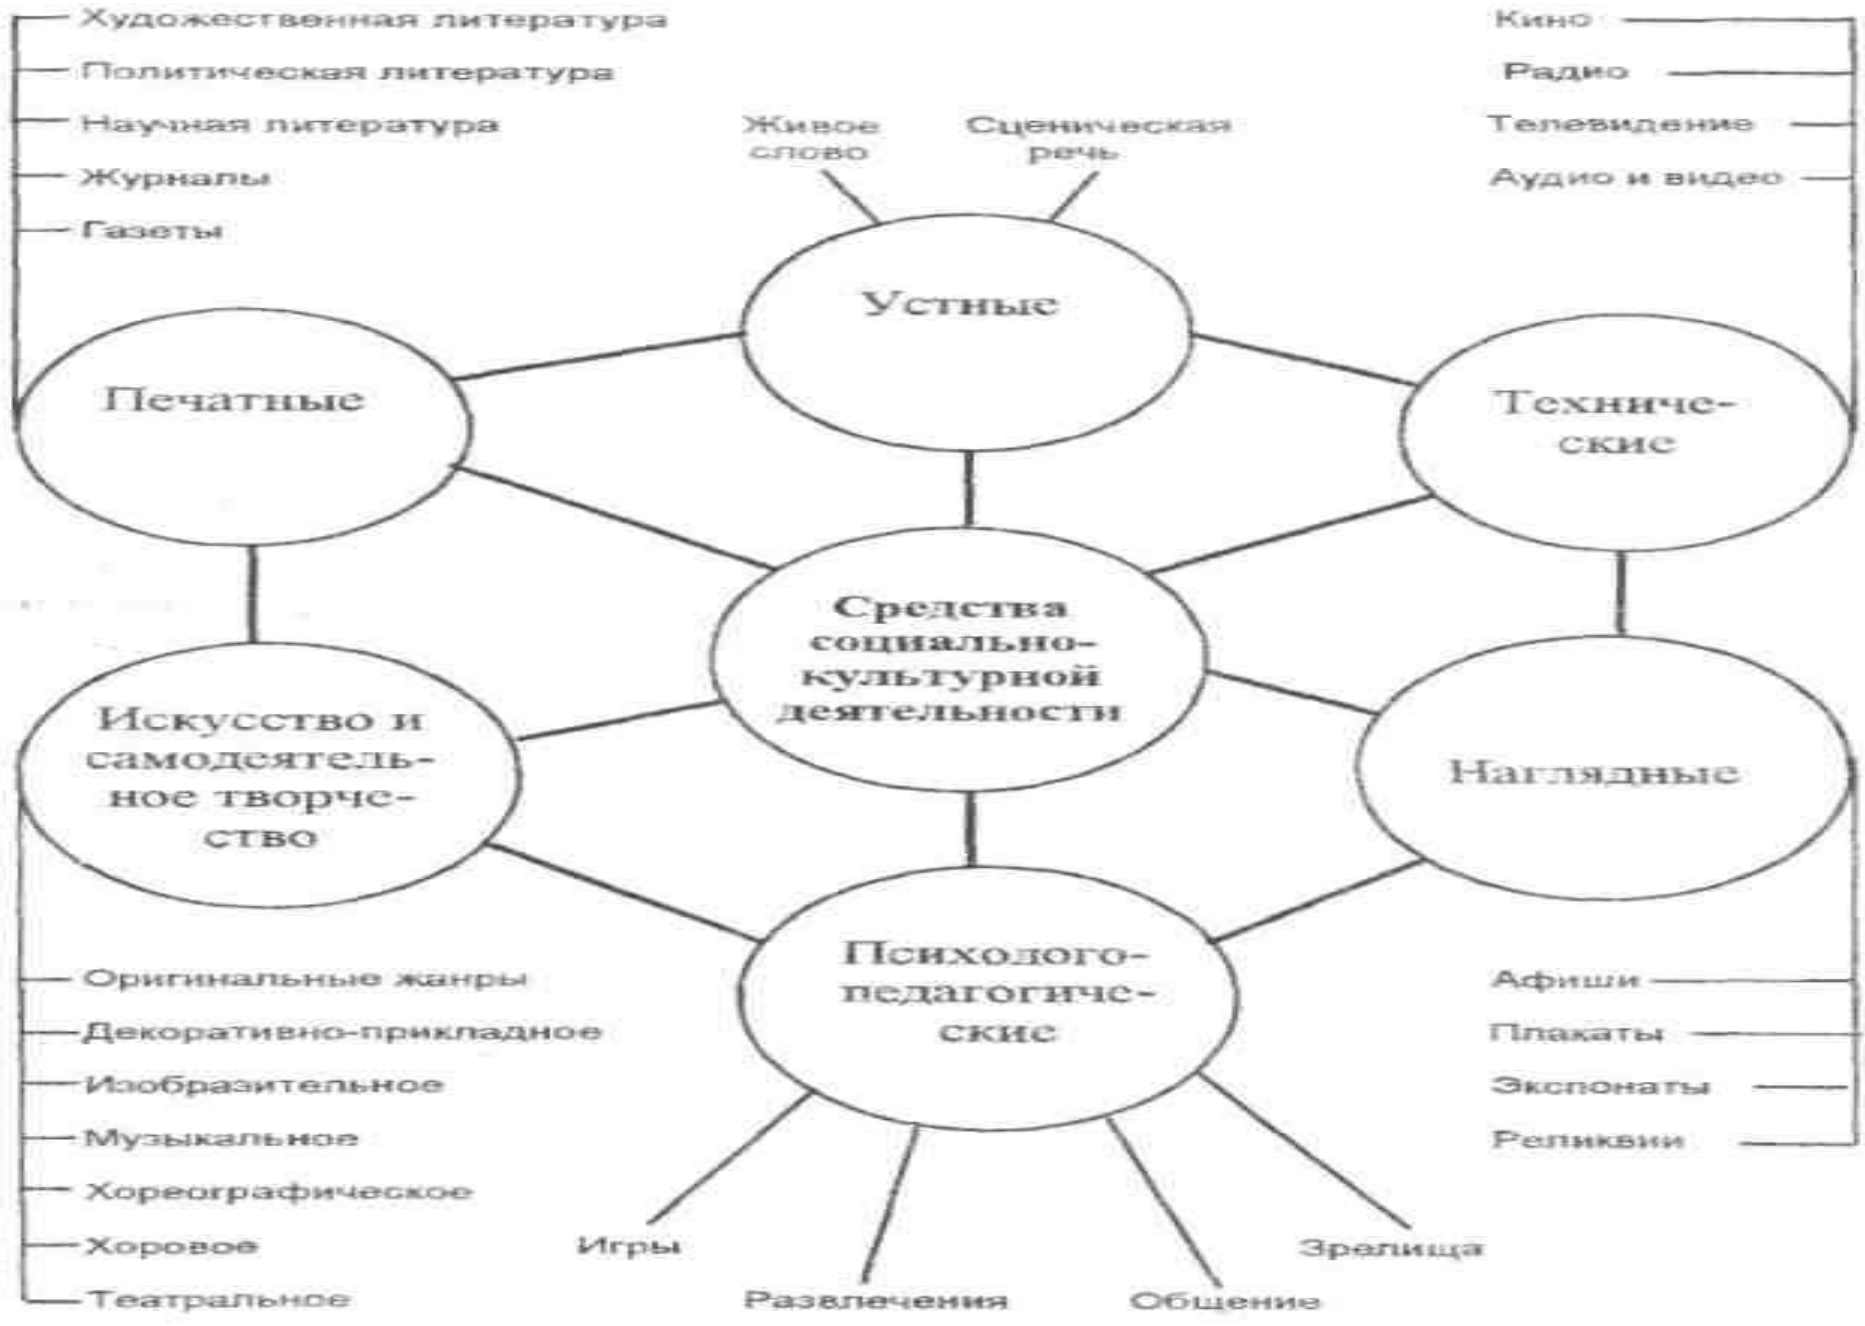 Художественная литература
Политическая литература
Научная литература
Журналы
Газеты
Живое
слово
Сценическая
речь
Кино
Радио
Телевидение
Аудио и видео
Устные
Печатные
Техниче-
ские
Средства
социально-
культурной
деятельности
Искусство и
самодеятель-
ное творче-
ство
Наглядные
Психолого-
педагогиче-
ские
Оригинальные жанры
Декоративно-прикладное
Изобразительное
Музыкальное
Хореографическое
Хоровое
Театральное
Игры
Развлечения
Общение
Зрелища
Афиши
Плакаты
Экспонаты
Реликвии